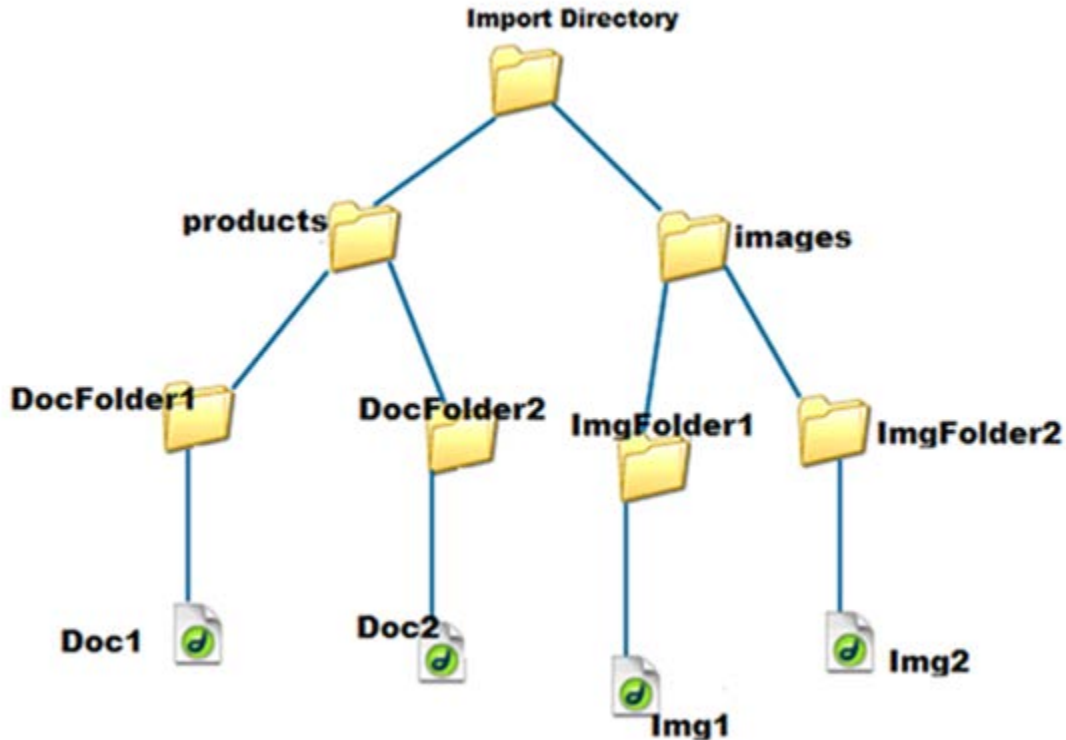 Import Directory
products
images
DocFolder1
DocFolder2
ImgFolder1
ImgFolder2
Doc1
Doc2
Img1
Img2